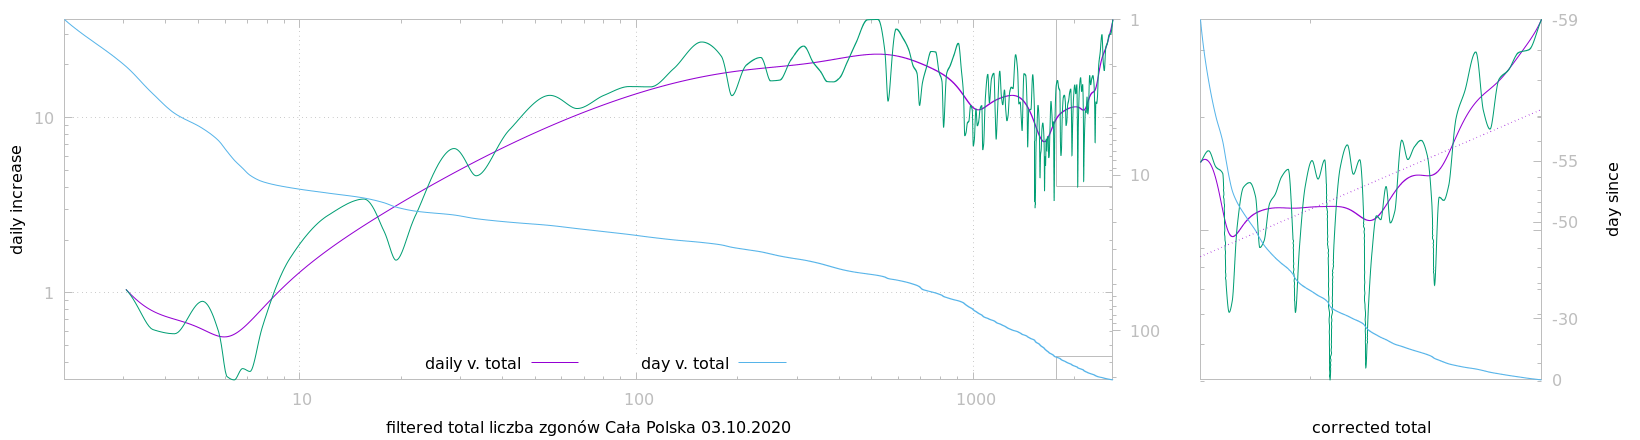 daily increase
10
1
daily v. total
day v. total
10
100
1000
filtered total liczba zgonów Cała Polska 03.10.2020
1
10
100
corrected total
-59
-55
-50
-30
0
day since